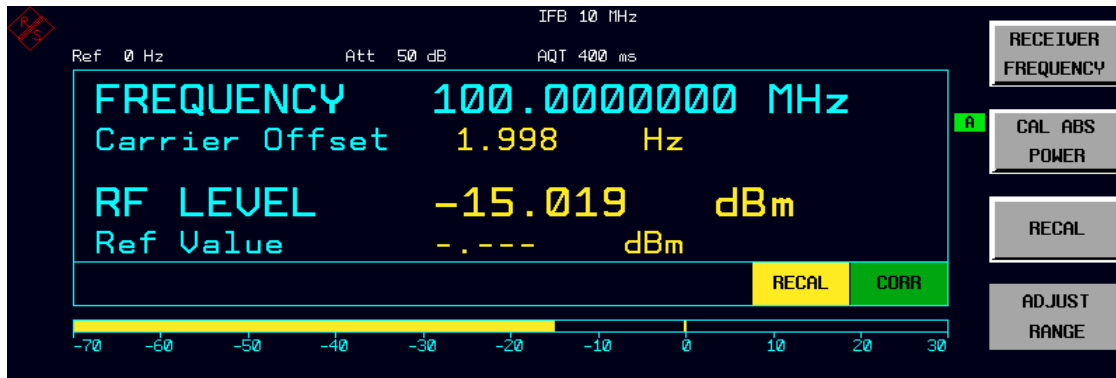 R
S
IFB 10 MHz
Ref 0 Hz Att 50 dB AQT 400 ms
FREQUENCY 100.0000000 MHz
Carrier Offset 1.998 Hz
RF LEVEL -15.019 dBm
Ref Value -.--- dBm
RECAL CORR
-70 -60 -50 -40 -30 -20 -10 0 10 20 30
RECEIVER
FREQUENCY
A
CAL ABS
POWER
RECAL
ADJUST
RANGE